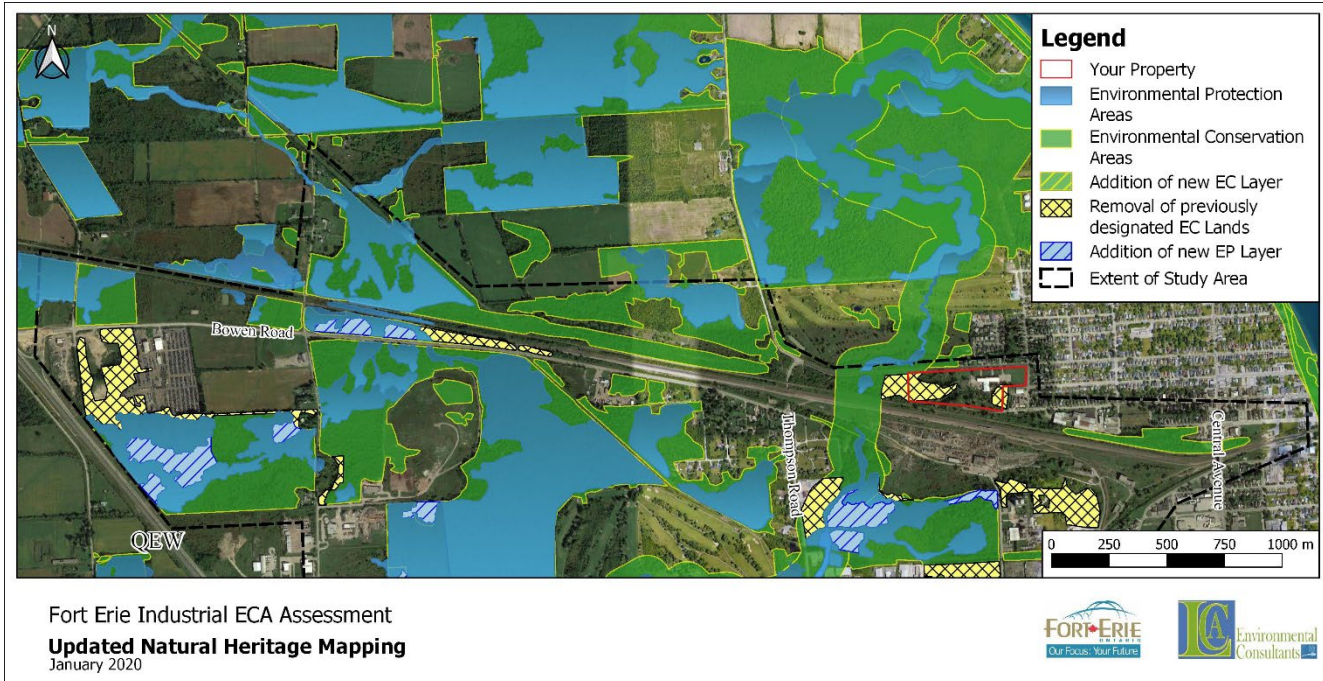 N
Legend
Your Property
Environmental Protection
Areas
Environmental Conservation
Areas
Addition of new EC Layer
Removal of previously
designated EC Lands
Addition of new EP Layer
Extent of Study Area
Bowen Road
Thompson Road
Central Avenue
QEW
0 250 500 750 1000 m
Fort Erie Industrial ECA Assessment
Updated Natural Heritage Mapping
January 2020
FORT ERIE
ONTARIO
Our Focus: Your Future
LCA
Environmental
Consultants